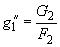 g₁″ = G₂/F₂